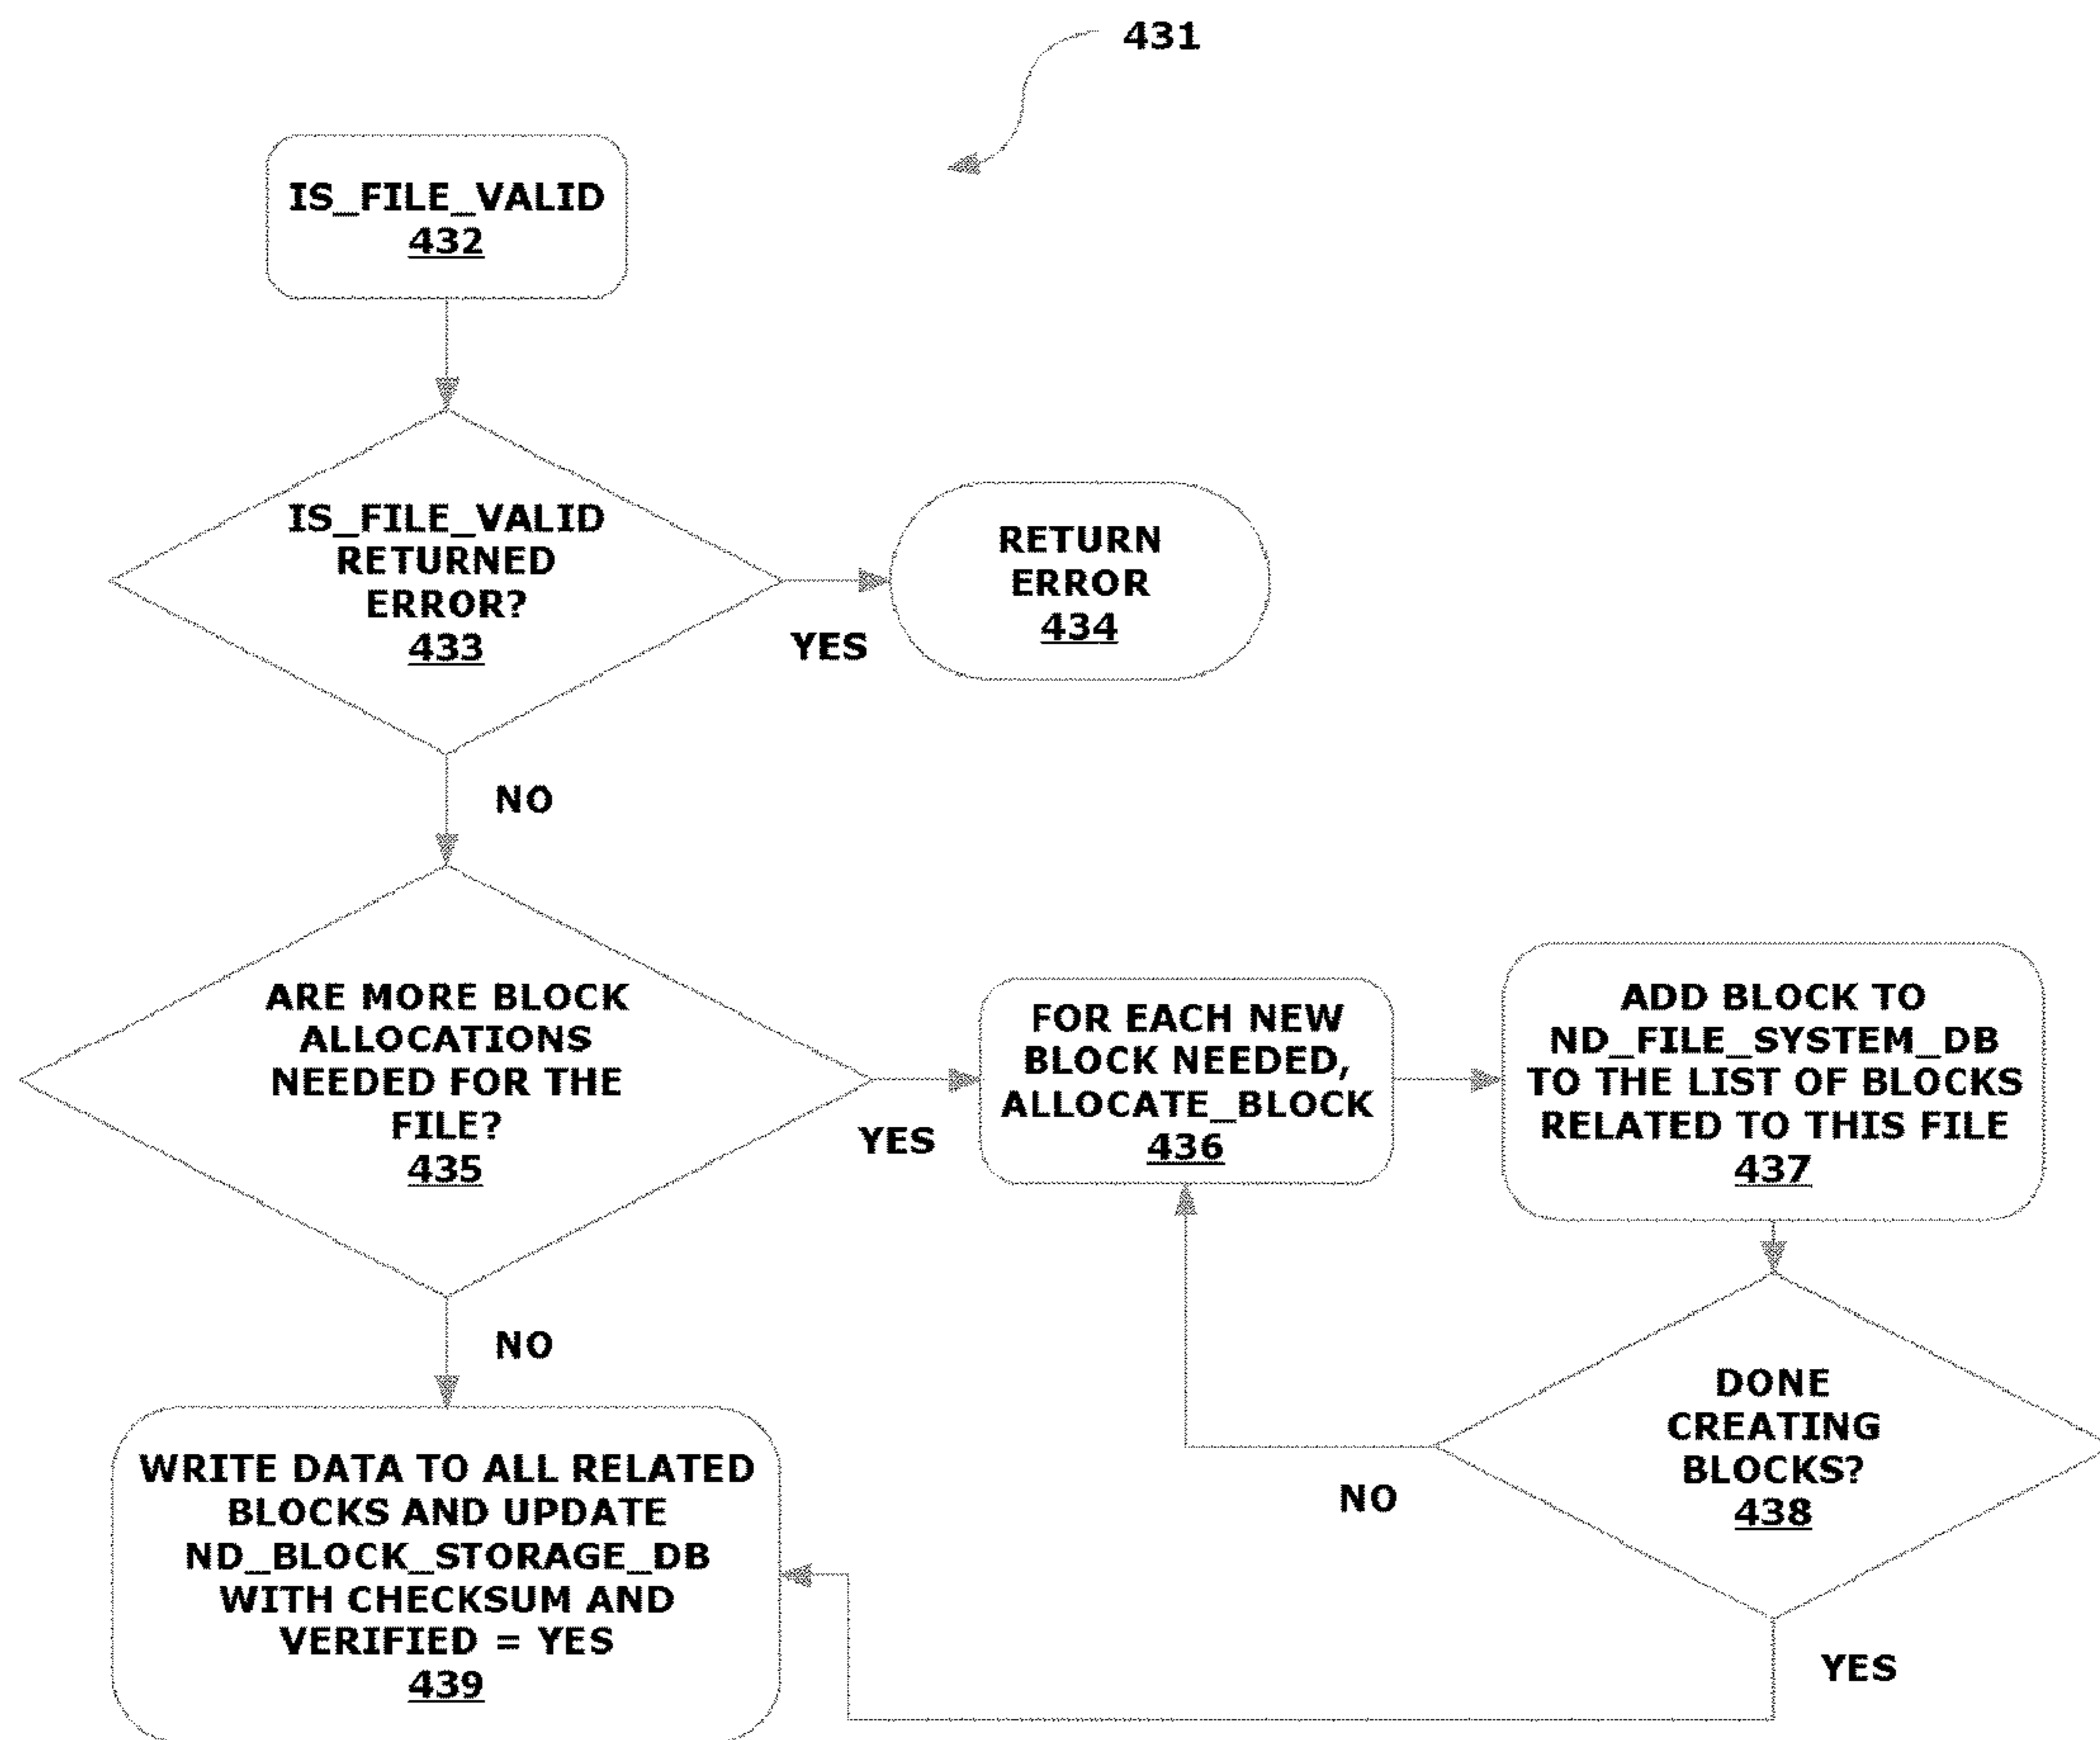 431
IS_FILE_VALID
432
IS_FILE_VALID
RETURNED
ERROR?
433
YES
RETURN
ERROR
434
NO
ARE MORE BLOCK
ALLOCATIONS
NEEDED FOR THE
FILE?
435
YES
FOR EACH NEW
BLOCK NEEDED,
ALLOCATE_BLOCK
436
ADD BLOCK TO
ND_FILE_SYSTEM_DB
TO THE LIST OF BLOCKS
RELATED TO THIS FILE
437
NO
DONE
CREATING
BLOCKS?
438
NO
YES
WRITE DATA TO ALL RELATED
BLOCKS AND UPDATE
ND_BLOCK_STORAGE_DB
WITH CHECKSUM AND
VERIFIED = YES
439